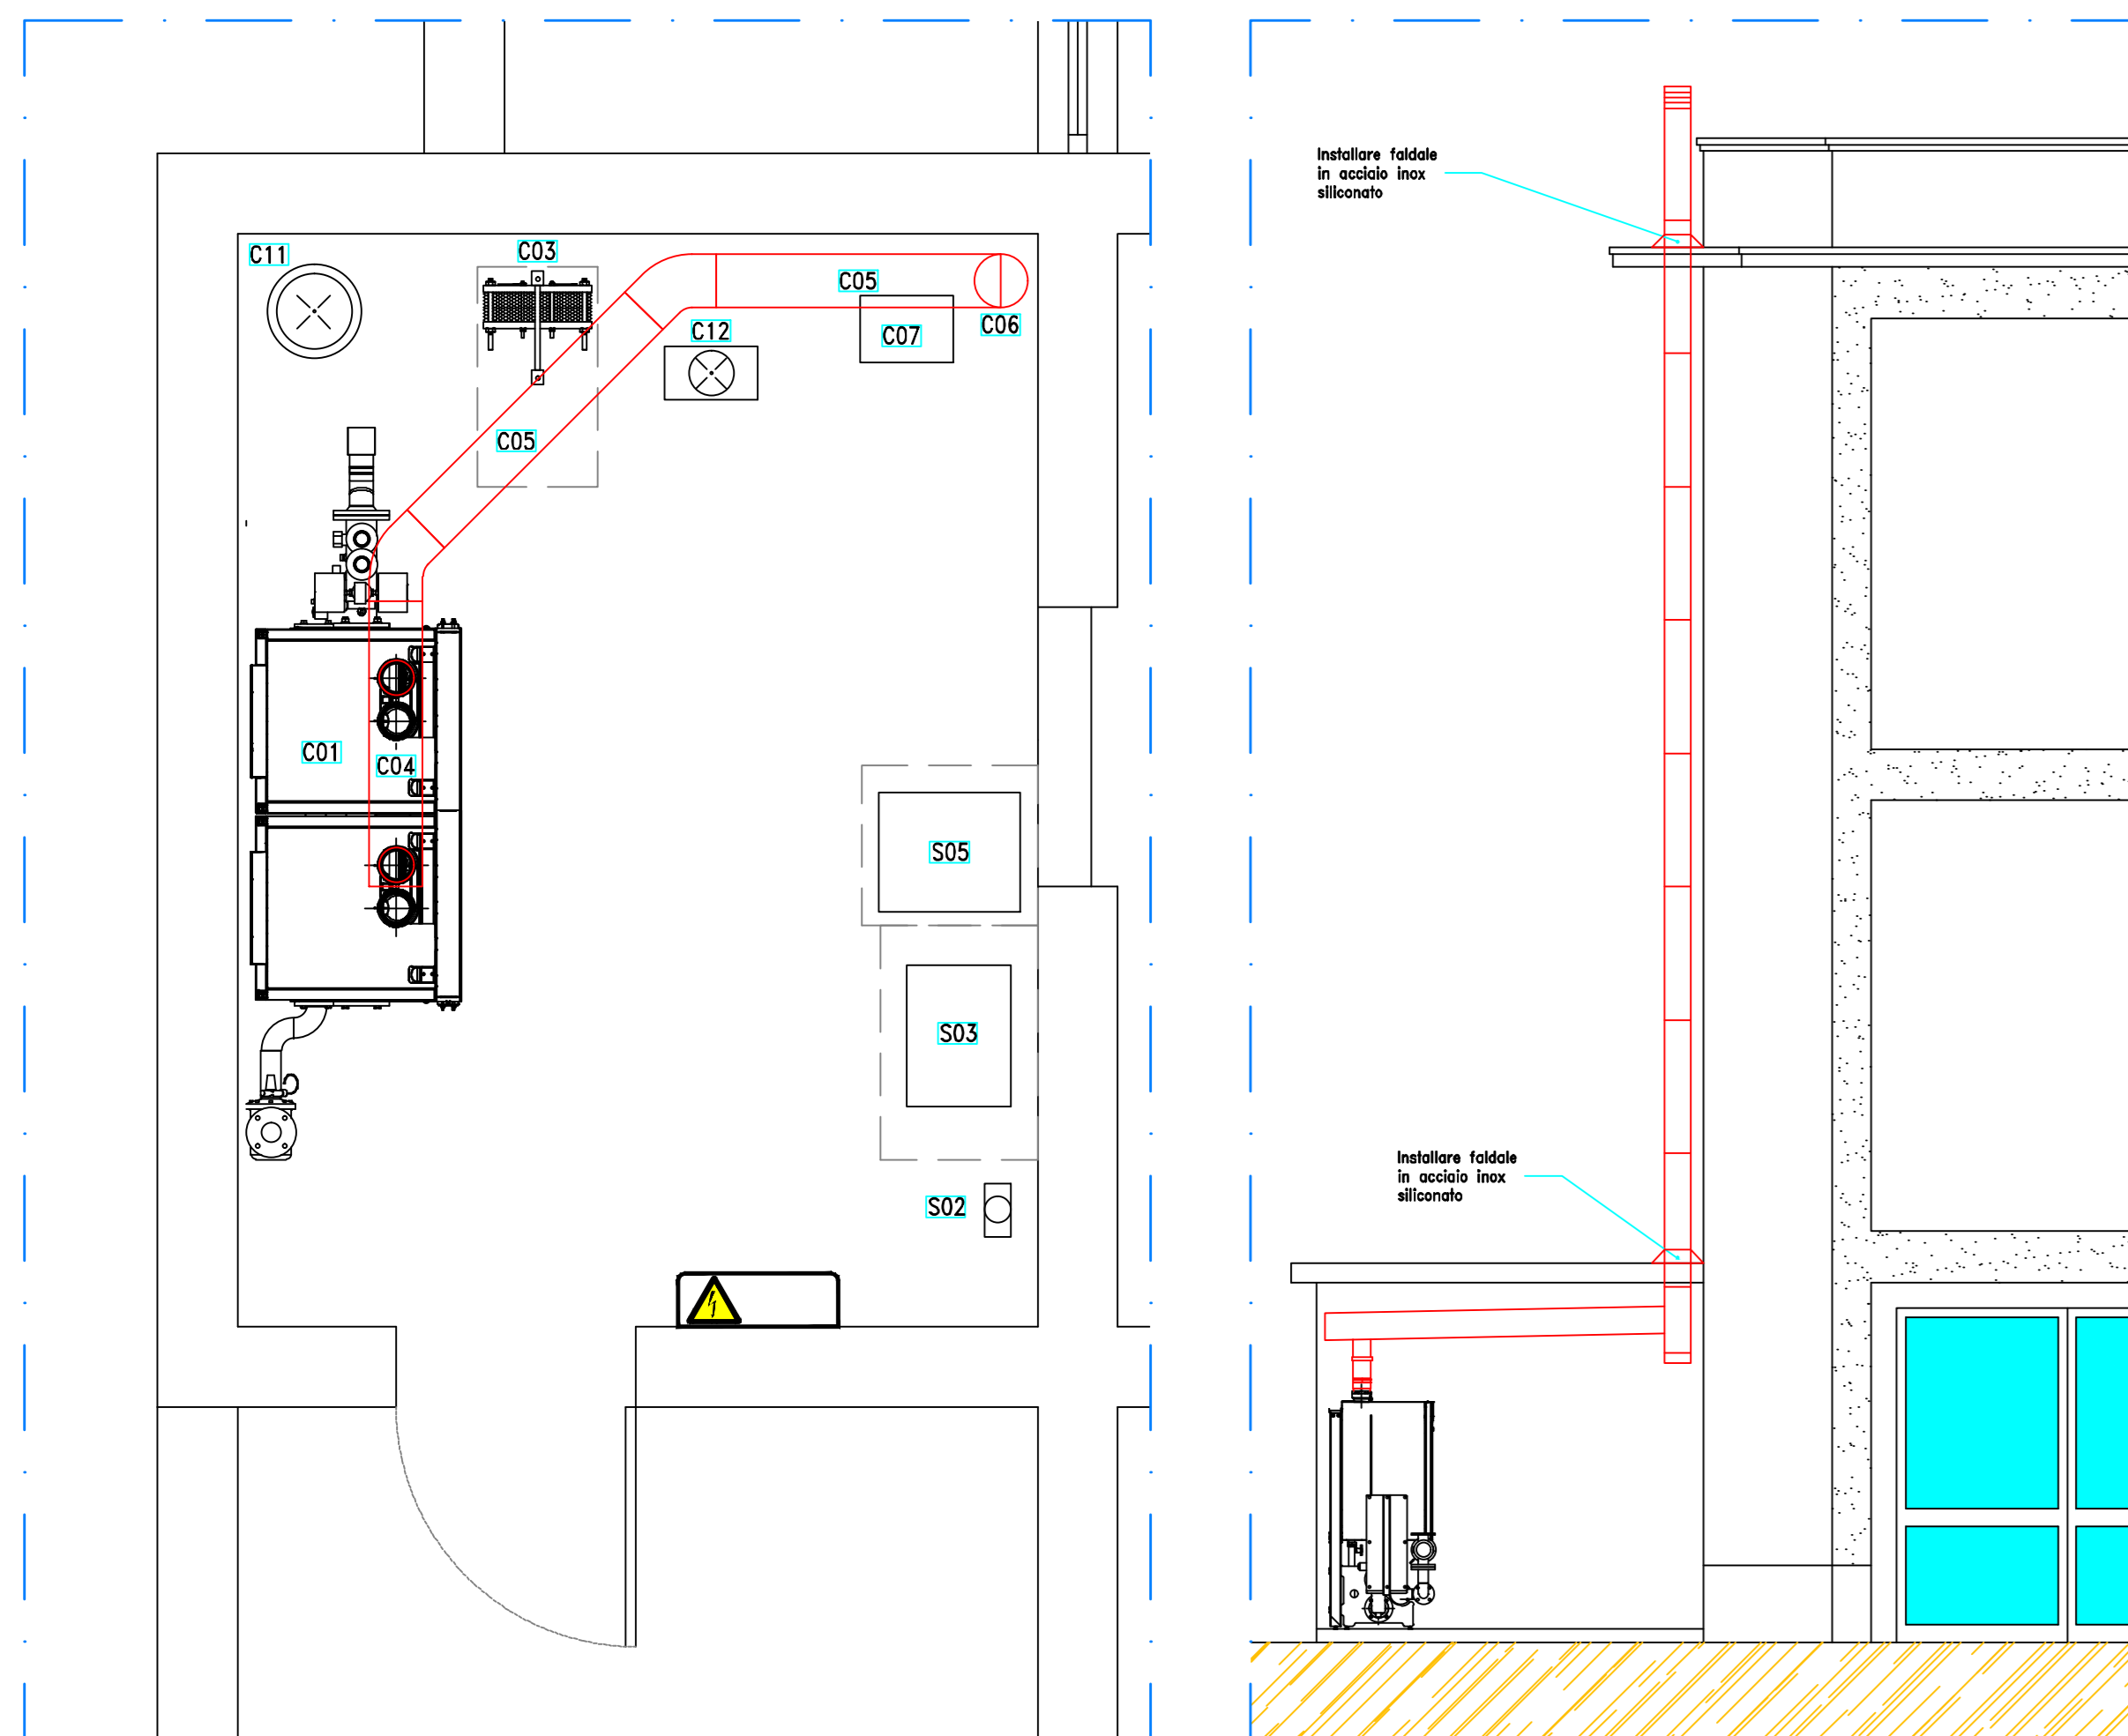 C11
C03
C05
C12
C07
C06
C05
C01
C04
S05
S03
S02
Installare faldale
in acciaio inox
siliconato
Installare faldale
in acciaio inox
siliconato